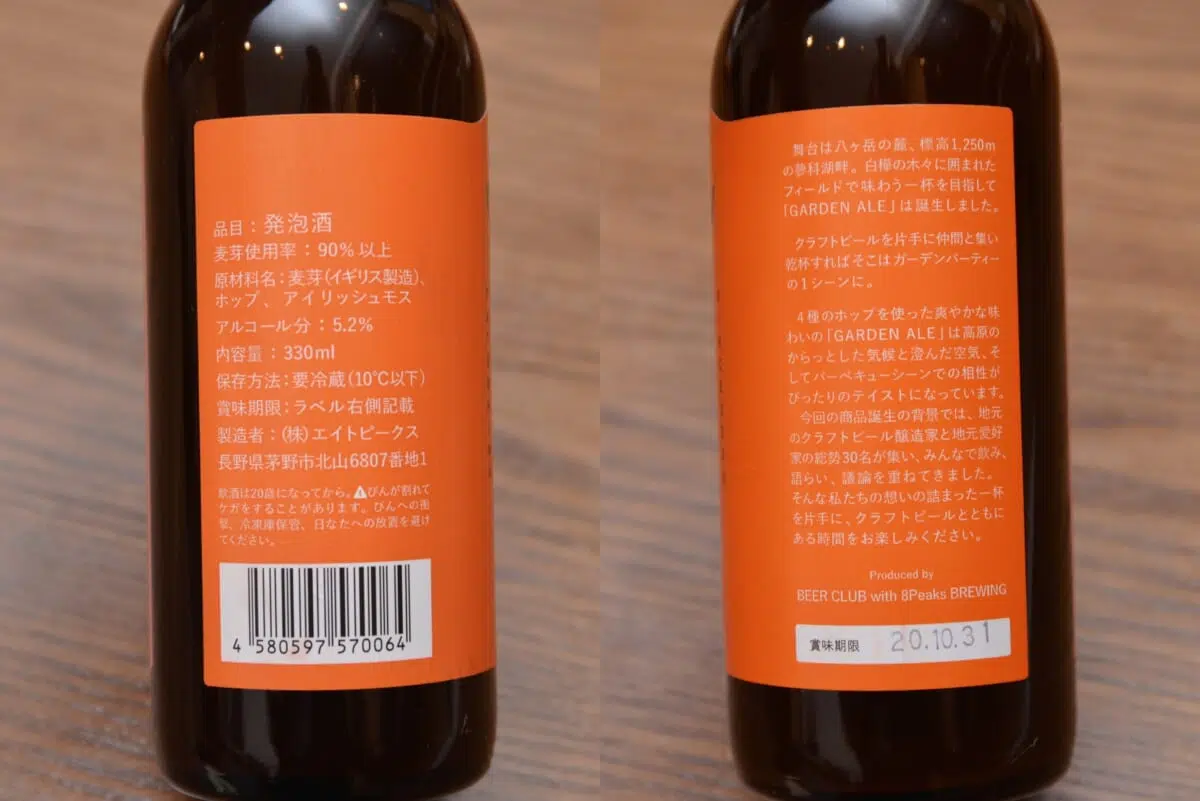 品目：発泡酒
麦芽使用率：90%以上
原材料名：麦芽(イギリス製造)、
ホップ、アイリッシュモス
アルコール分：5.2%
内容量：330ml
保存方法：要冷蔵(10℃以下)
賞味期限：ラベル右側記載
製造者：(株)エイトピークス
長野県茅野市北山6807番地1
飲酒は20歳になってから。⚠びんが割れて
ケガをすることがあります。びんへの衝
撃、冷凍庫保管、日なたへの放置を避け
てください。
4 580597 570064
舞台は八ヶ岳の麓、標高1,250m
の蓼科湖畔。白樺の木々に囲まれた
フィールドで味わう一杯を目指して
「GARDEN ALE」は誕生しました。
クラフトビールを片手に仲間と集い
乾杯すればそこはガーデンパーティー
の1シーンに。
4種のホップを使った爽やかな味
わいの「GARDEN ALE」は高原の
からっとした気候と澄んだ空気、そ
してバーベキューシーンでの相性が
ぴったりのテイストになっています。
今回の商品誕生の背景では、地元
のクラフトビール醸造家と地元愛好
家の総勢30名が集い、みんなで飲み、
語らい、議論を重ねてきました。
そんな私たちの想いの詰まった一杯
を片手に、クラフトビールとともに
ある時間をお楽しみください。
Produced by
BEER CLUB with 8Peaks BREWING
賞味期限 20.10.31